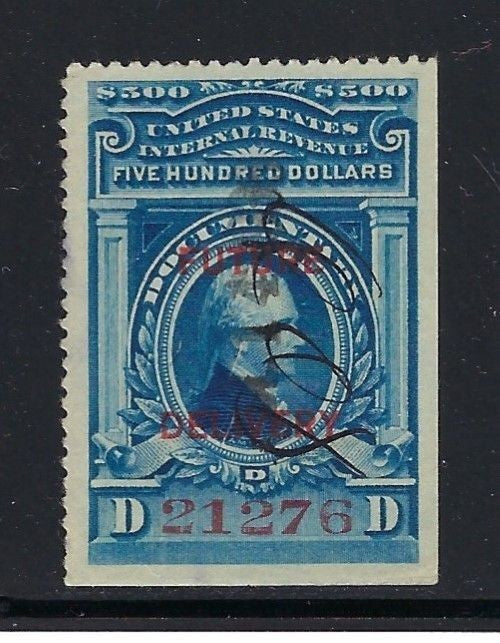 $500 $500
UNITED STATES
INTERNAL REVENUE
FIVE HUNDRED DOLLARS
DOCUMENTARY
FUTURE
DELIVERY
D
D 21276 D